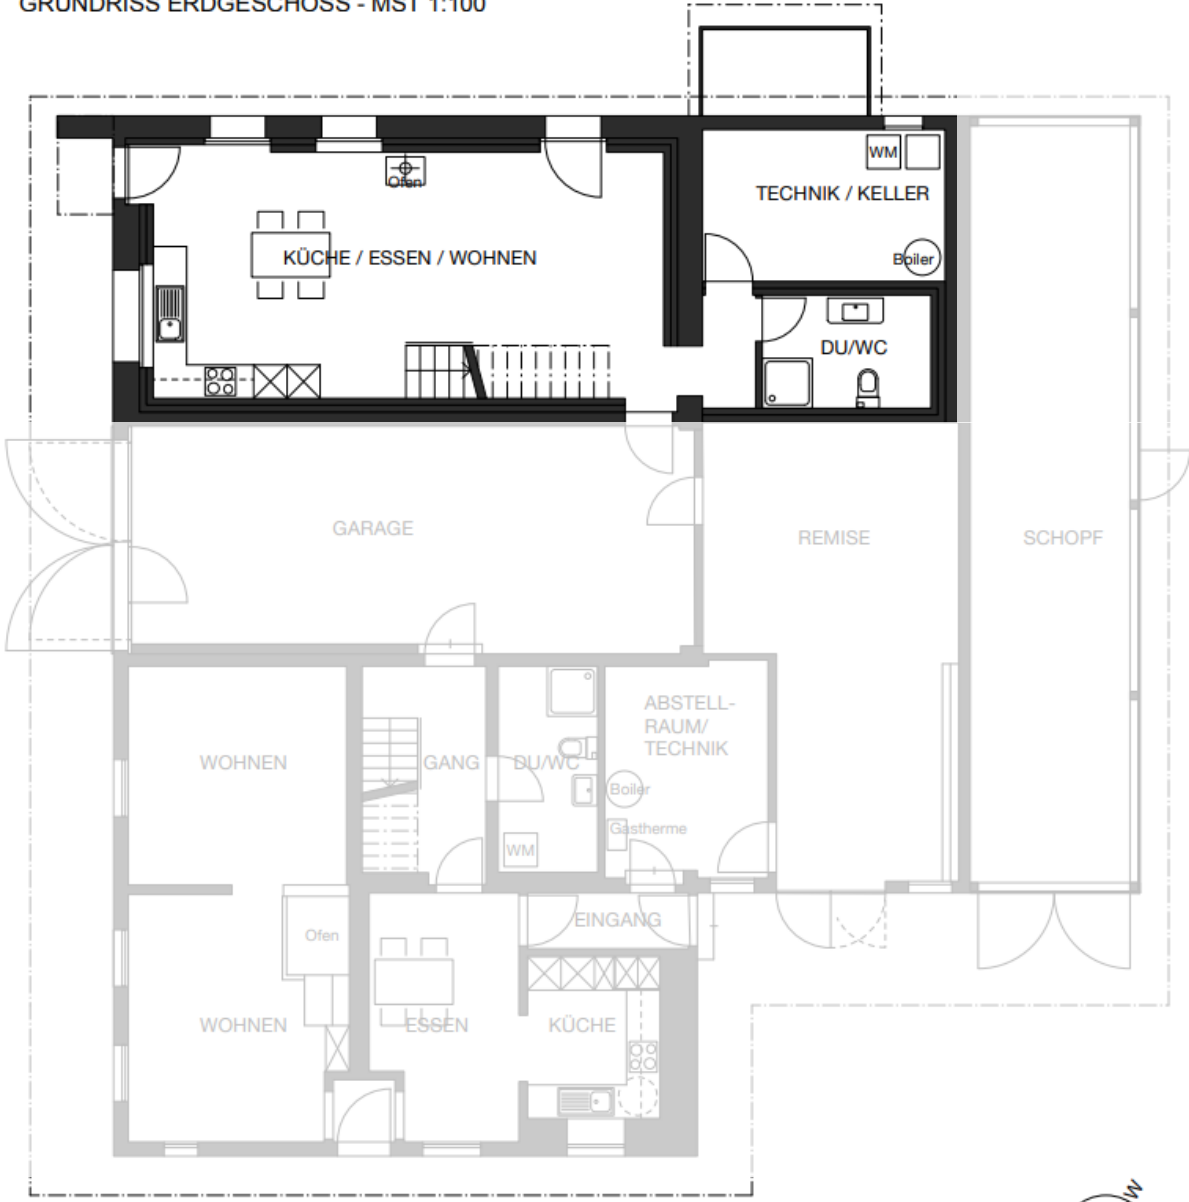 GRUNDRISS ERDGESCHOSS - MST 1:100
WM
TECHNIK / KELLER
Ofen
KÜCHE / ESSEN / WOHNEN
Boiler
DU/WC
GARAGE
REMISE
SCHOPF
ABSTELL-
RAUM/
TECHNIK
WOHNEN
GANG
DU/WC
Boiler
Gastherme
WM
EINGANG
Ofen
WOHNEN
ESSEN
KÜCHE
W